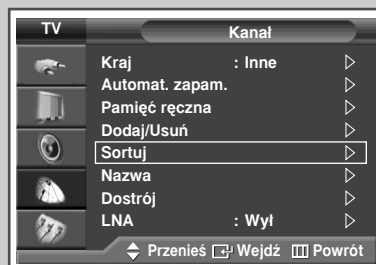 TV Kanał
Kraj : Inne
Automat. zapam.
Pamięć ręczna
Dodaj/Usuń
Sortuj
Nazwa
Dostrój
LNA : Wył
Przenieś Wejdź Powrót